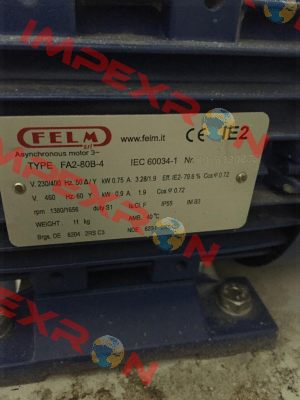 IMPEXRON
FELM srl
www.felm.it
CE IE2
Asynchronous motor 3~
TYPE FA2-80B-4 IEC 60034-1 Nr.
V. 230/400 Hz. 50 Δ/Y kW 0.75 A 3.28/1.9 Eff. IE2-79.6% Cos φ 0.72
V. 460 Hz. 60 Y kW 0.9 A 1.9 Cos φ 0.72
rpm 1380/1656 duty S1 Is.Cl. F IP55 IM B3
WEIGHT. 11 kg AMB. 40°C
Brgs. DE 6204 2RS C3 NDE
IMPEXRON